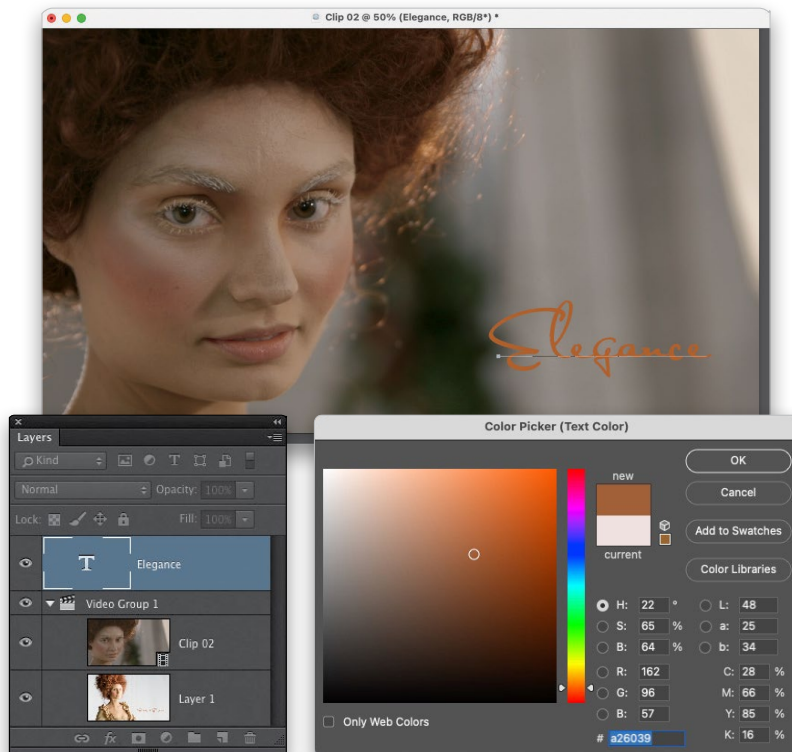 Clip 02 @ 50% (Elegance, RGB/8*) *
Elegance
Layers
Kind
T
Normal
Opacity: 100%
Lock:
Fill: 100%
T
Elegance
Video Group 1
Clip 02
Layer 1
fx
Color Picker (Text Color)
new
current
OK
Cancel
Add to Swatches
Color Libraries
H: 22 °
L: 48
S: 65 %
a: 25
B: 64 %
b: 34
R: 162
C: 28 %
G: 96
M: 66 %
B: 57
Y: 85 %
# a26039
K: 16 %
Only Web Colors